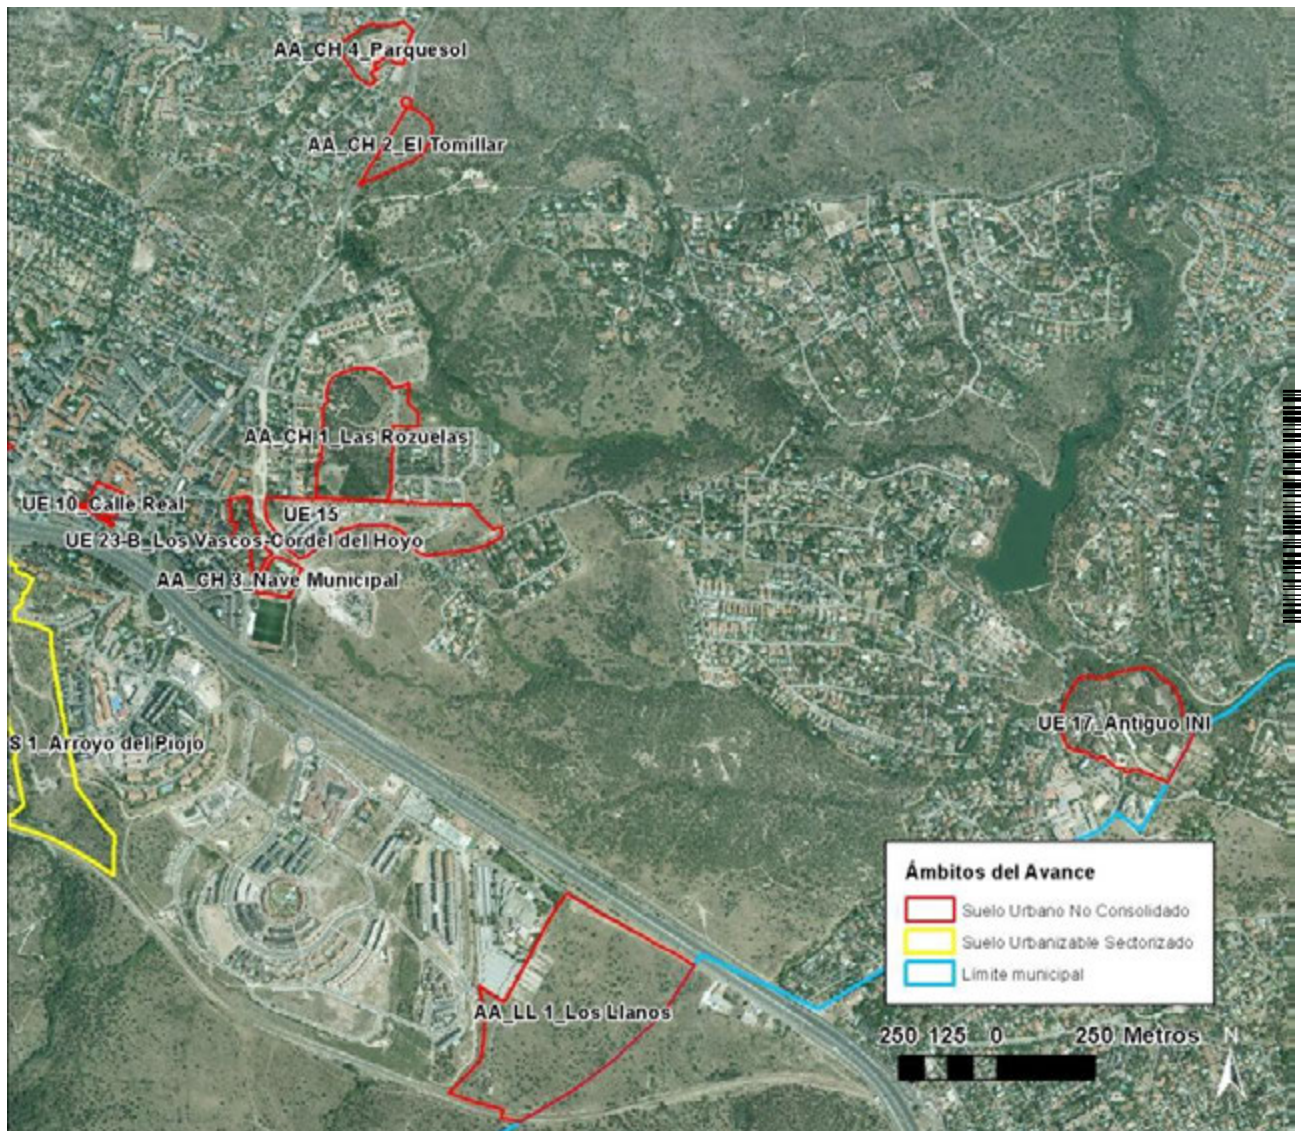 AA_CH 4_Parquesol
AA_CH 2_El Tomillar
AA_CH 1_Las Rozuelas
UE 10_Calle Real
UE 15
UE 23-B_Los Vascos-Cordel del Hoyo
AA_CH 3_Nave Municipal
UE 17_Antiguo INI
S 1_Arroyo del Piojo
AA_LL 1_Los Llanos
Ámbitos del Avance
Suelo Urbano No Consolidado
Suelo Urbanizable Sectorizado
Límite municipal
250 125 0 250 Metros
N